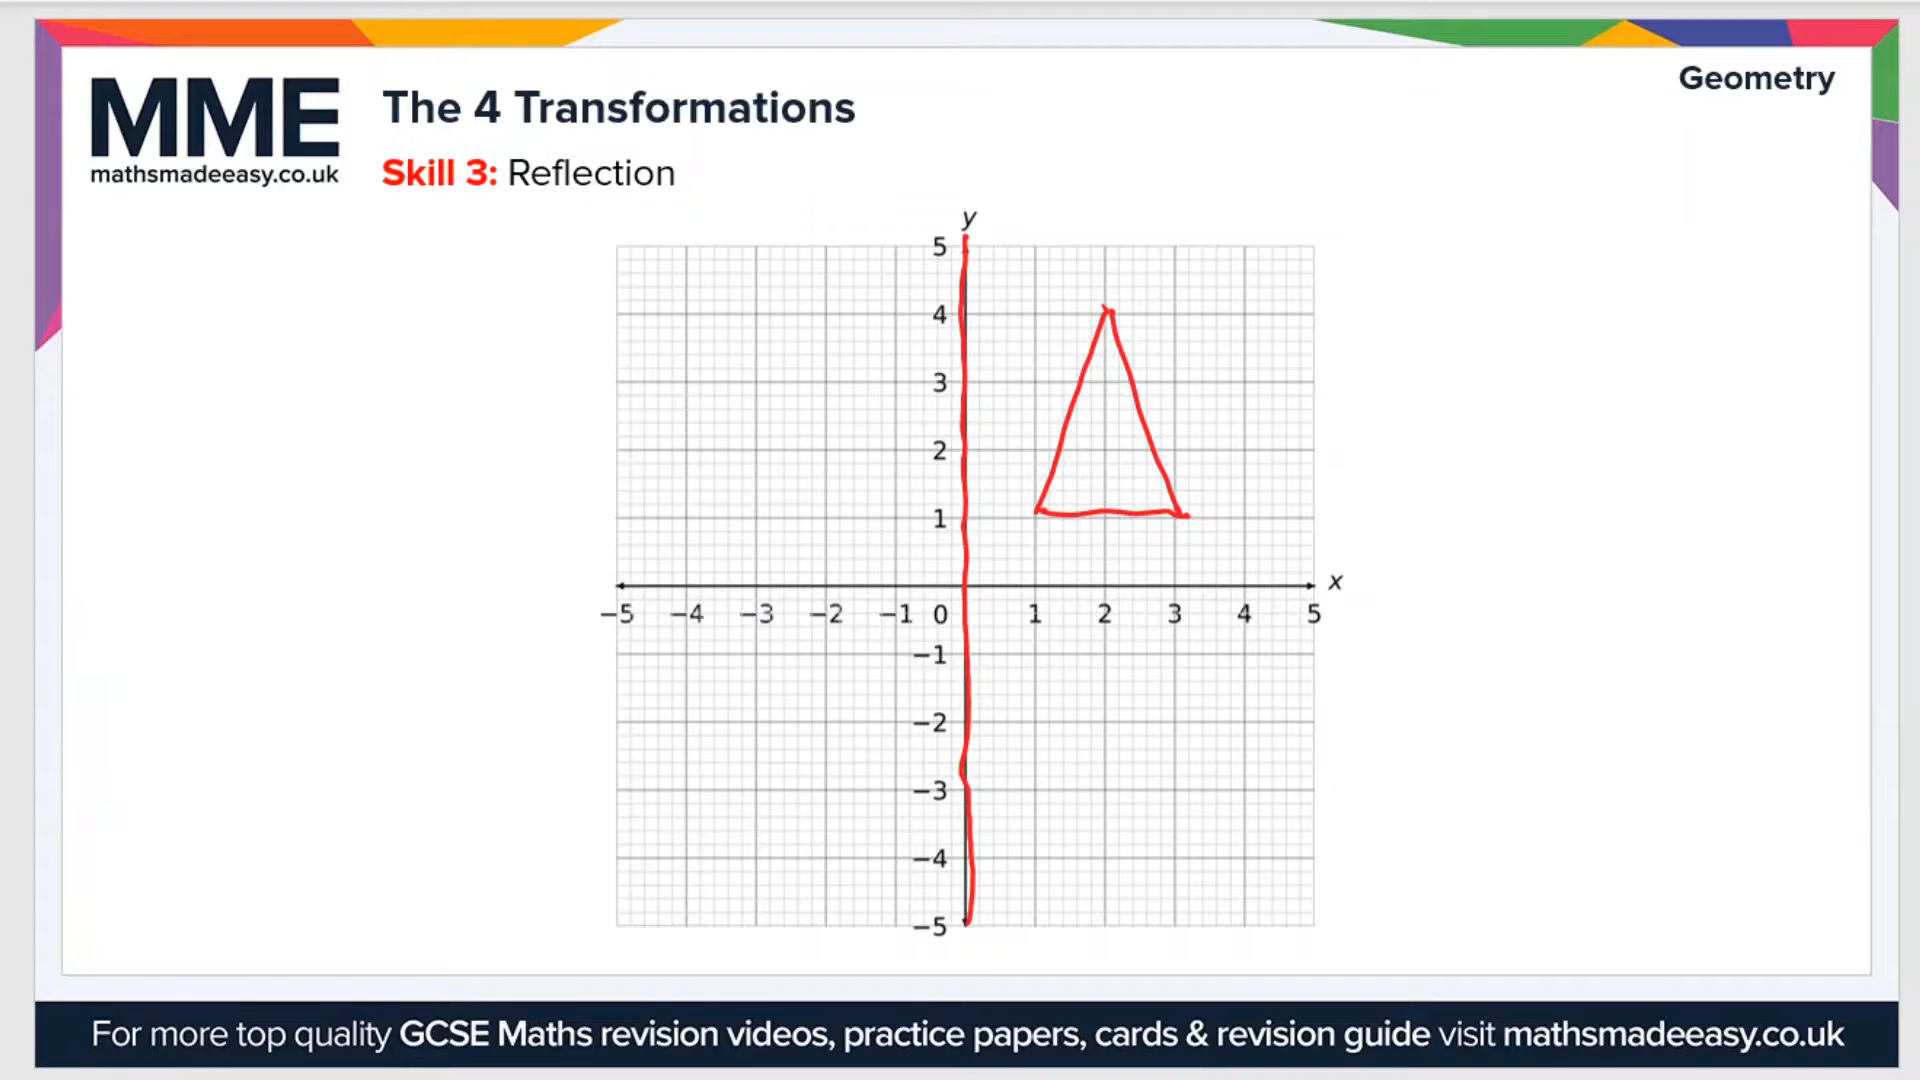 Geometry
MME
mathsmadeeasy.co.uk
The 4 Transformations
Skill 3: Reflection
y
5
4
3
2
1
x
−5 −4 −3 −2 −1 0 1 2 3 4 5
−1
−2
−3
−4
−5
For more top quality GCSE Maths revision videos, practice papers, cards & revision guide visit mathsmadeeasy.co.uk